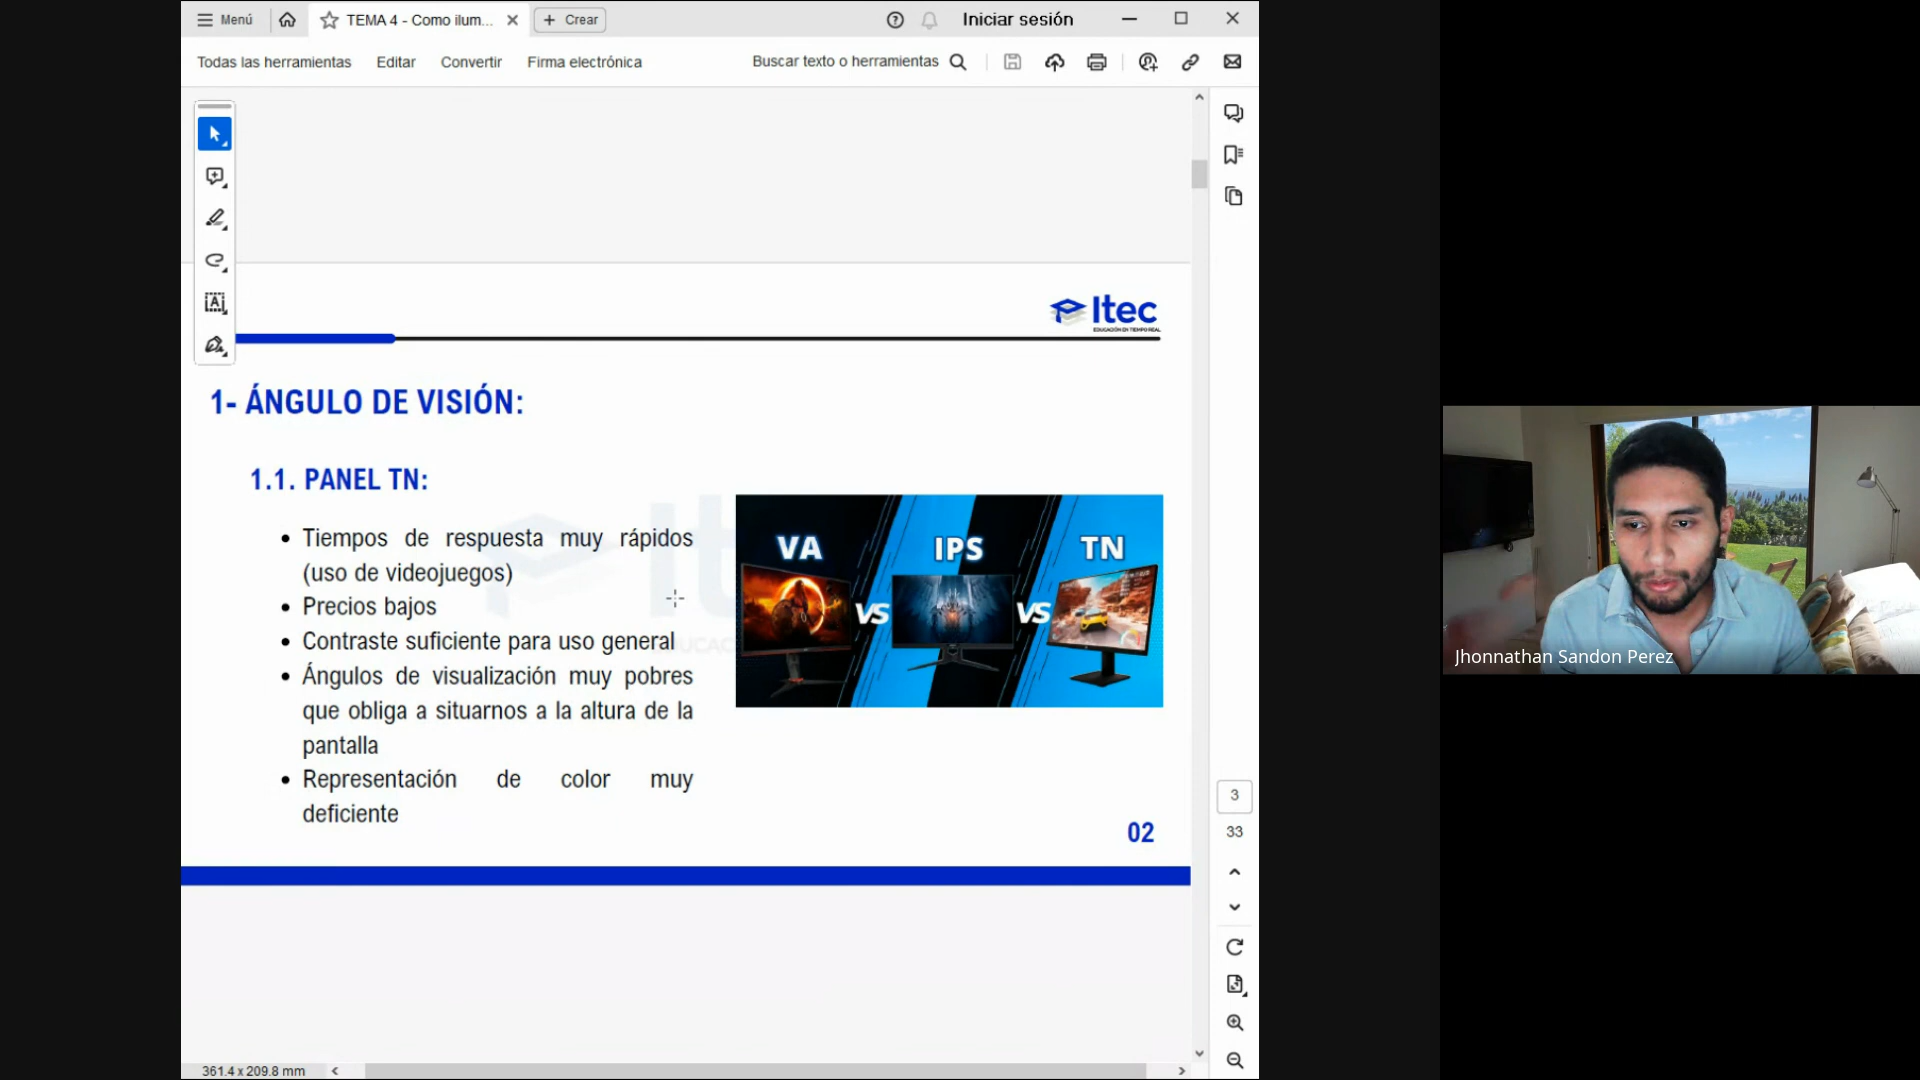 Menú
TEMA 4 - Como ilum...
Crear
Iniciar sesión
Todas las herramientas
Editar
Convertir
Firma electrónica
Buscar texto o herramientas
Itec
EDUCACIÓN EN TIEMPO REAL
1- ÁNGULO DE VISIÓN:
1.1. PANEL TN:
• Tiempos de respuesta muy rápidos
(uso de videojuegos)
• Precios bajos
• Contraste suficiente para uso general
• Ángulos de visualización muy pobres
que obliga a situarnos a la altura de la
pantalla
• Representación de color muy
deficiente
VA
VS
IPS
VS
TN
02
3
33
361.4 x 209.8 mm
Jhonnathan Sandon Perez